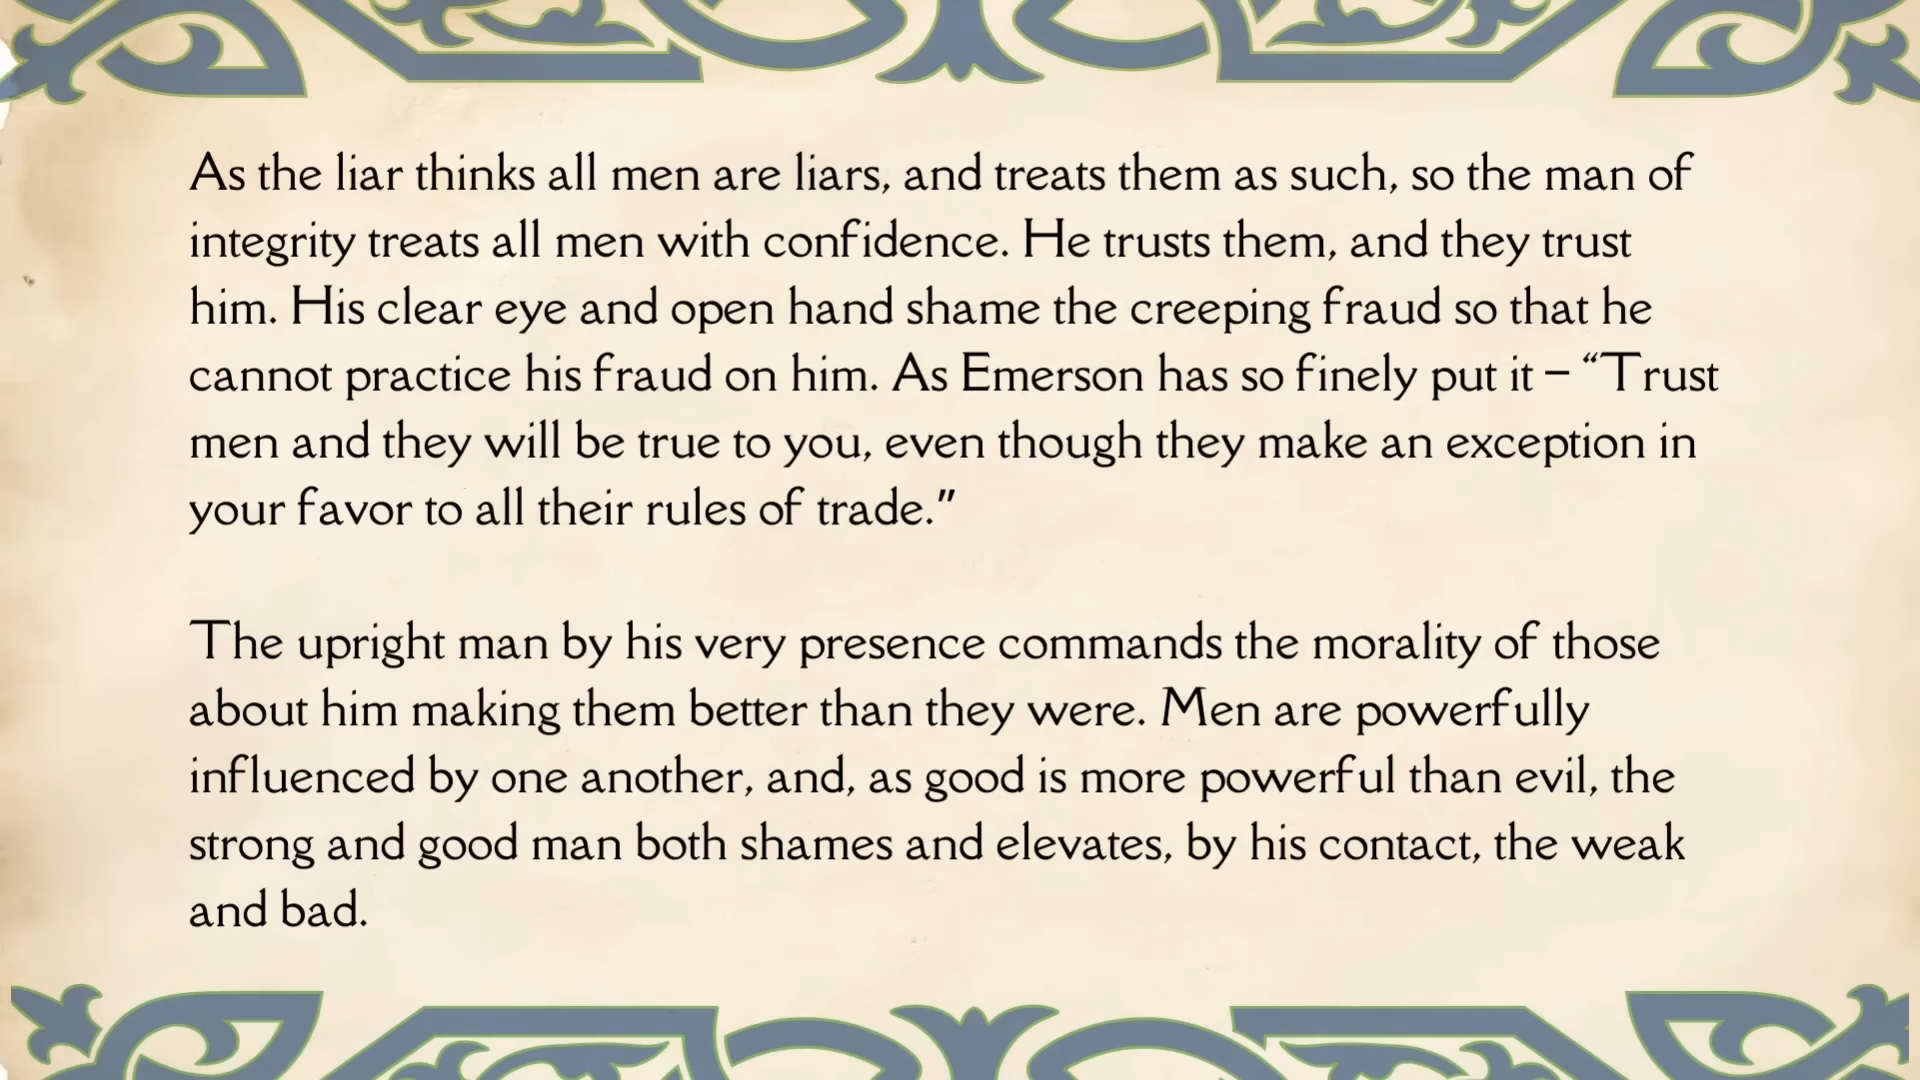 As the liar thinks all men are liars, and treats them as such, so the man of
integrity treats all men with confidence. He trusts them, and they trust
him. His clear eye and open hand shame the creeping fraud so that he
cannot practice his fraud on him. As Emerson has so finely put it – “Trust
men and they will be true to you, even though they make an exception in
your favor to all their rules of trade."
The upright man by his very presence commands the morality of those
about him making them better than they were. Men are powerfully
influenced by one another, and, as good is more powerful than evil, the
strong and good man both shames and elevates, by his contact, the weak
and bad.